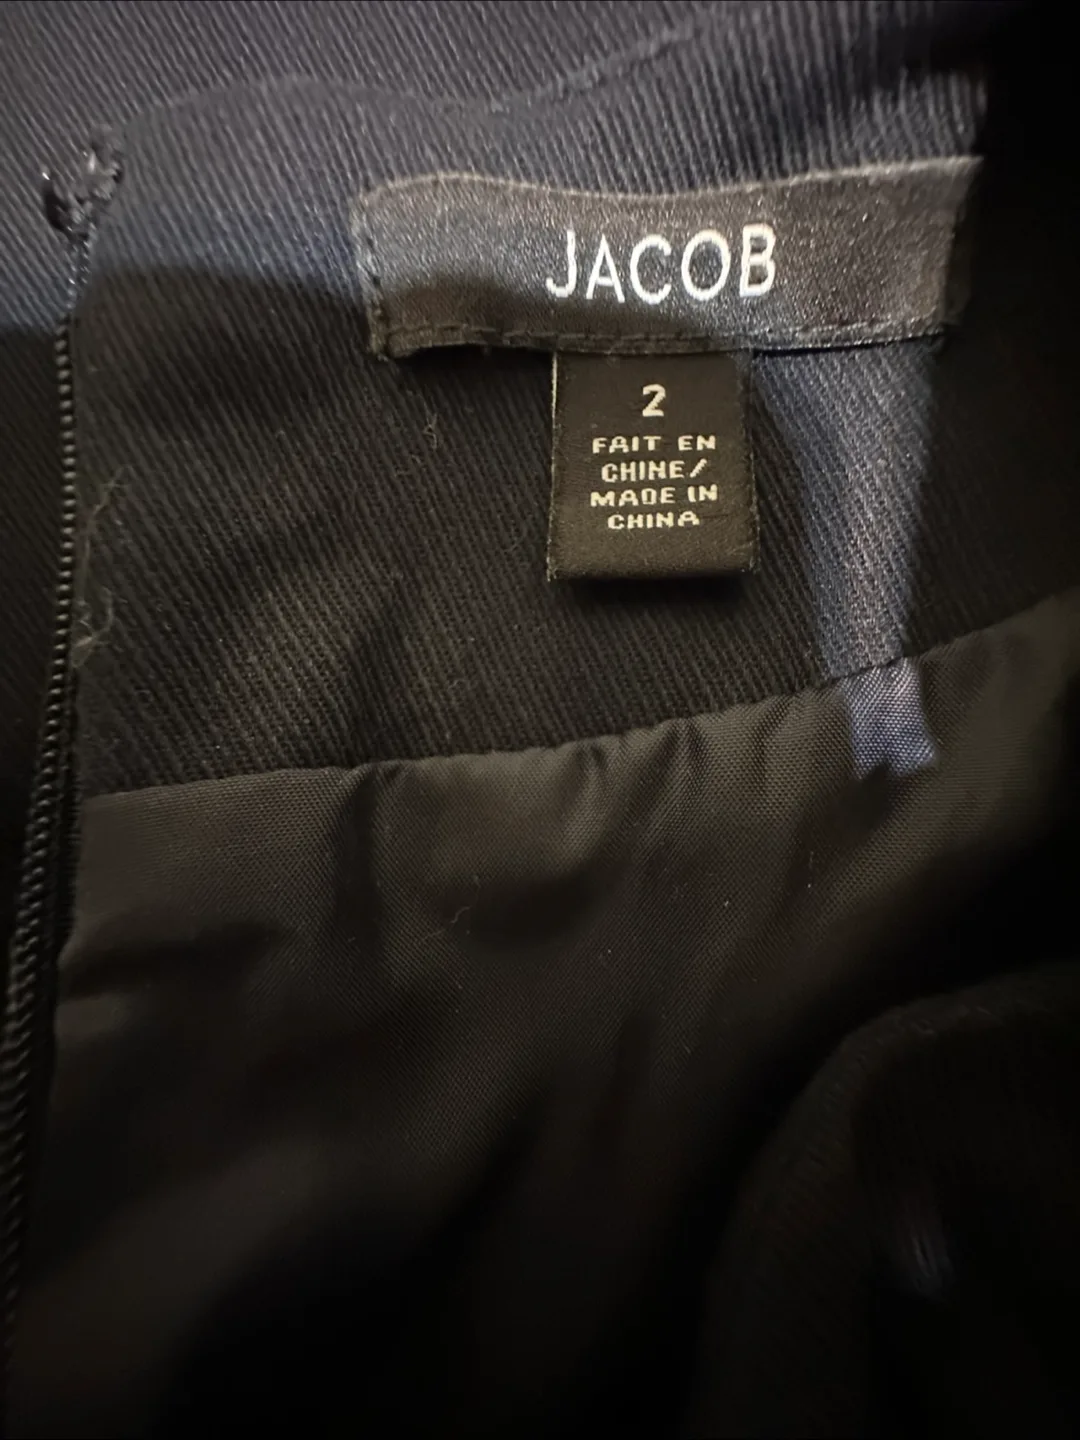 JACOB
2
FAIT EN
CHINE/
MADE IN
CHINA